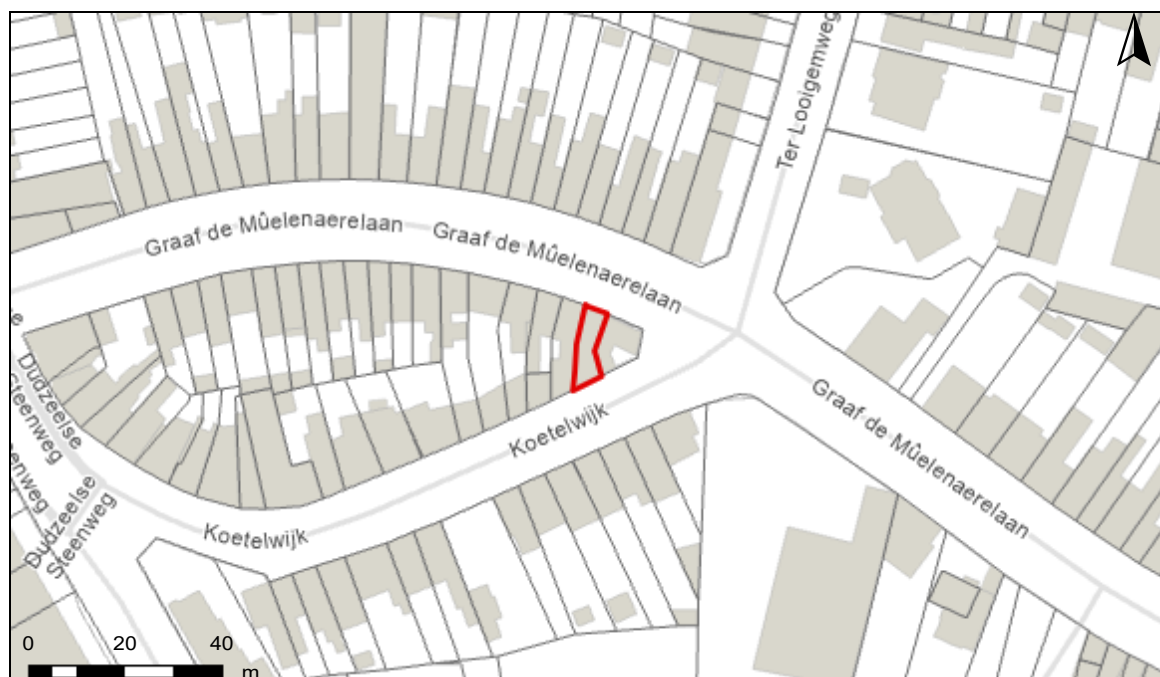 Ter Looigemweg
Graaf de Mûelenaerelaan
Graaf de Mûelenaerelaan
Graaf de Mûelenaerelaan
Dudzeelse
Steenweg
Koetelwijk
Koetelwijk
Dudzeelse
Steenweg
0 20 40
m